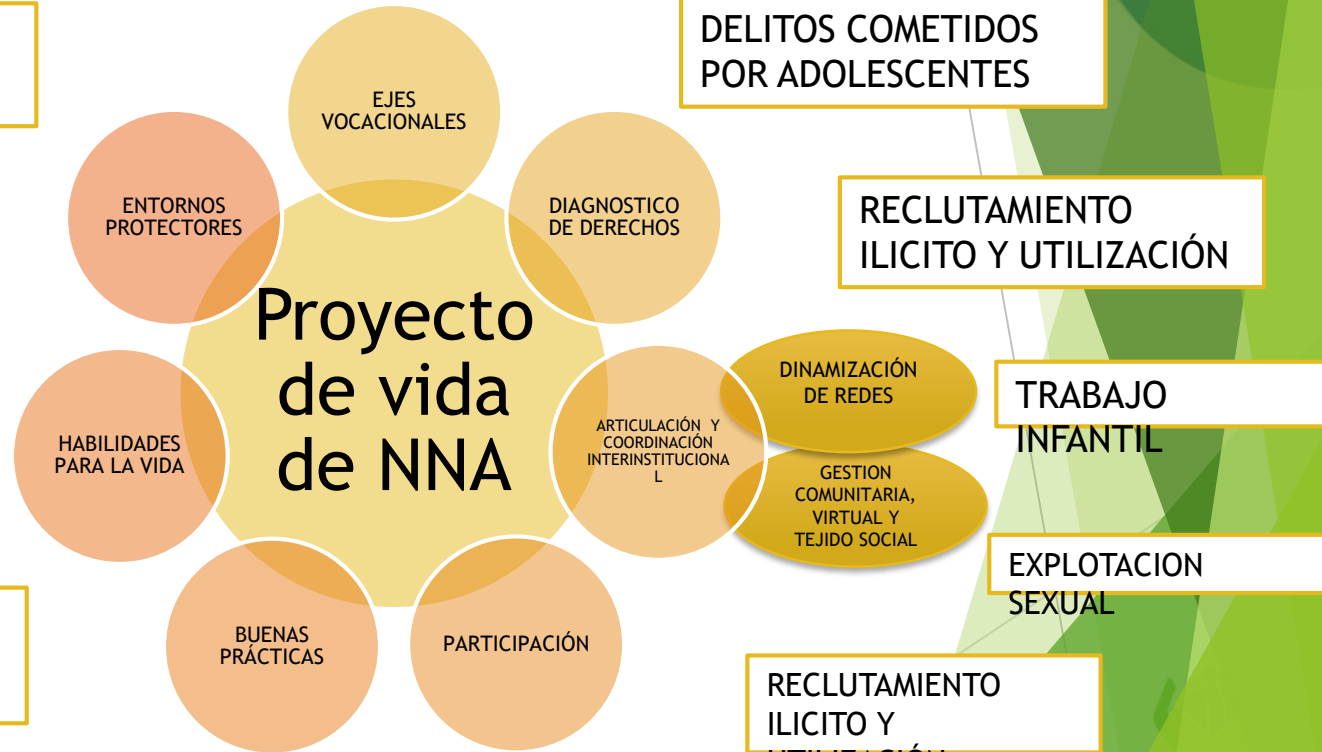 DELITOS COMETIDOS
POR ADOLESCENTES
EJES
VOCACIONALES
ENTORNOS
PROTECTORES
DIAGNOSTICO
DE DERECHOS
RECLUTAMIENTO
ILICITO Y UTILIZACIÓN
Proyecto
de vida
de NNA
DINAMIZACIÓN
DE REDES
TRABAJO
INFANTIL
ARTICULACIÓN Y
COORDINACIÓN
INTERINSTITUCIONA
L
HABILIDADES
PARA LA VIDA
GESTION
COMUNITARIA,
VIRTUAL Y
TEJIDO SOCIAL
EXPLOTACION
SEXUAL
BUENAS
PRÁCTICAS
PARTICIPACIÓN
RECLUTAMIENTO
ILICITO Y
UTILIZACIÓN